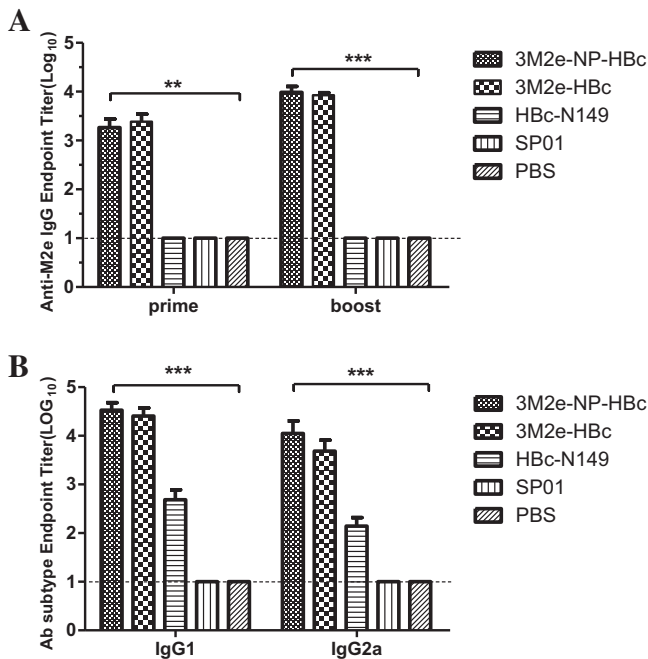 A
Anti-M2e IgG Endpoint Titer(Log10)
5
4
3
2
1
0
**
***
prime
boost
3M2e-NP-HBc
3M2e-HBc
HBc-N149
SP01
PBS
B
Ab subtype Endpoint Titer(LOG10)
5
4
3
2
1
0
***
***
IgG1
IgG2a
3M2e-NP-HBc
3M2e-HBc
HBc-N149
SP01
PBS